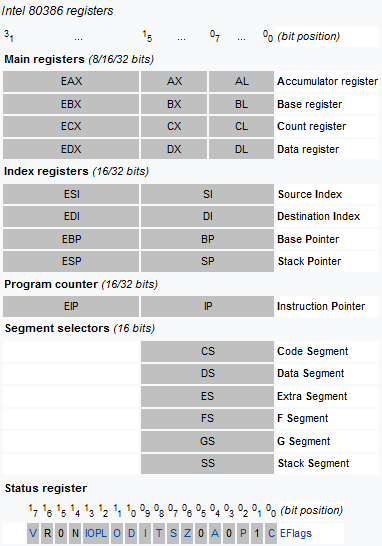 Intel 80386 registers
31 ... 15 ... 07 ... 00 (bit position)
Main registers (8/16/32 bits)
EAX AX AL Accumulator register
EBX BX BL Base register
ECX CX CL Count register
EDX DX DL Data register
Index registers (16/32 bits)
ESI SI Source Index
EDI DI Destination Index
EBP BP Base Pointer
ESP SP Stack Pointer
Program counter (16/32 bits)
EIP IP Instruction Pointer
Segment selectors (16 bits)
CS Code Segment
DS Data Segment
ES Extra Segment
FS F Segment
GS G Segment
SS Stack Segment
Status register
17 16 15 14 13 12 11 10 09 08 07 06 05 04 03 02 01 00 (bit position)
V R 0 N IOPL O D I T S Z 0 A 0 P 1 C EFlags